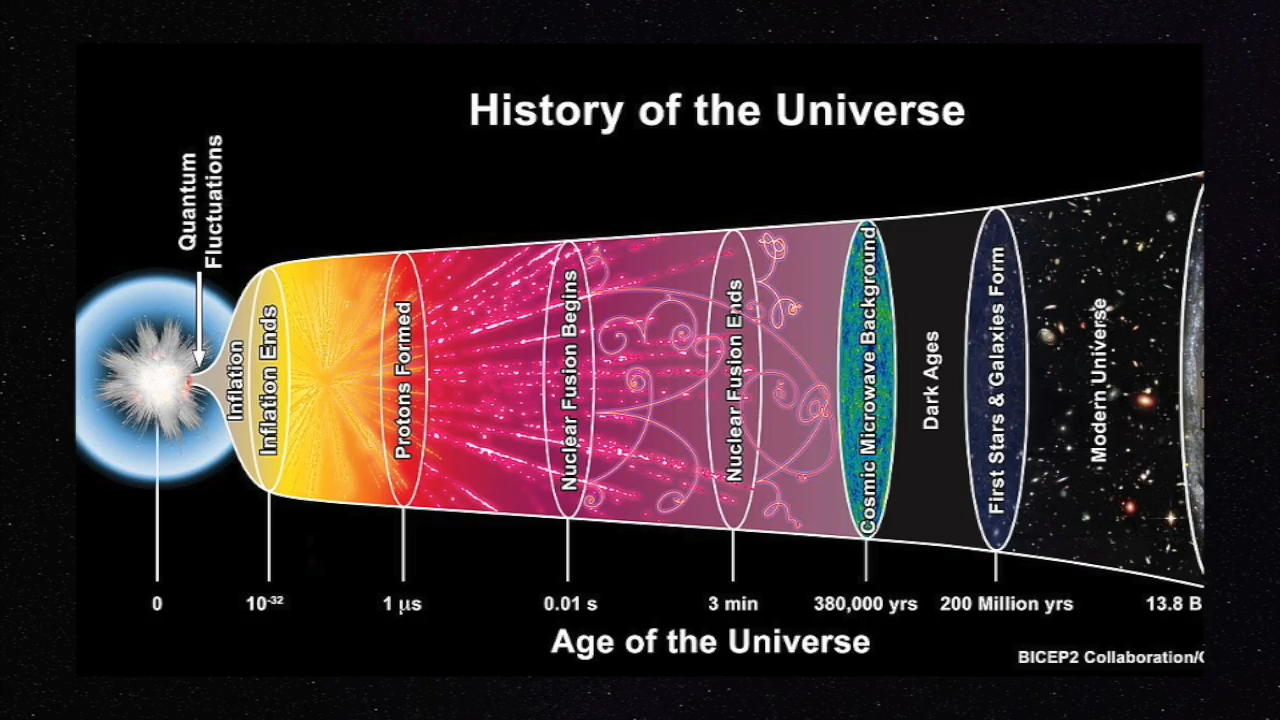 History of the Universe
Quantum
Fluctuations
Inflation
Inflation Ends
Protons Formed
Nuclear Fusion Begins
Nuclear Fusion Ends
Cosmic Microwave Background
Dark Ages
First Stars & Galaxies Form
Modern Universe
0
10-32
1 µs
0.01 s
3 min
380,000 yrs
200 Million yrs
13.8 B
Age of the Universe
BICEP2 Collaboration/